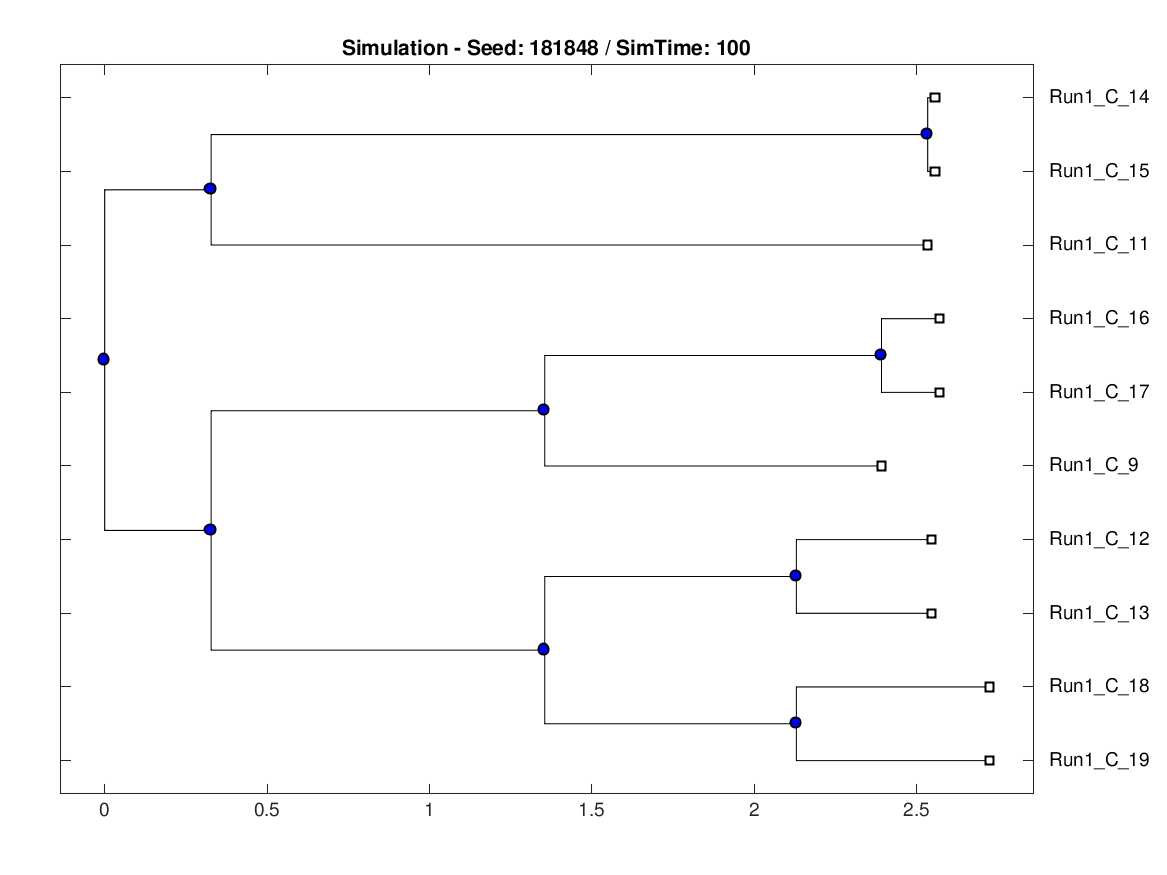 Simulation - Seed: 181848 / SimTime: 100
Run1_C_14
Run1_C_15
Run1_C_11
Run1_C_16
Run1_C_17
Run1_C_9
Run1_C_12
Run1_C_13
Run1_C_18
Run1_C_19
0 0.5 1 1.5 2 2.5